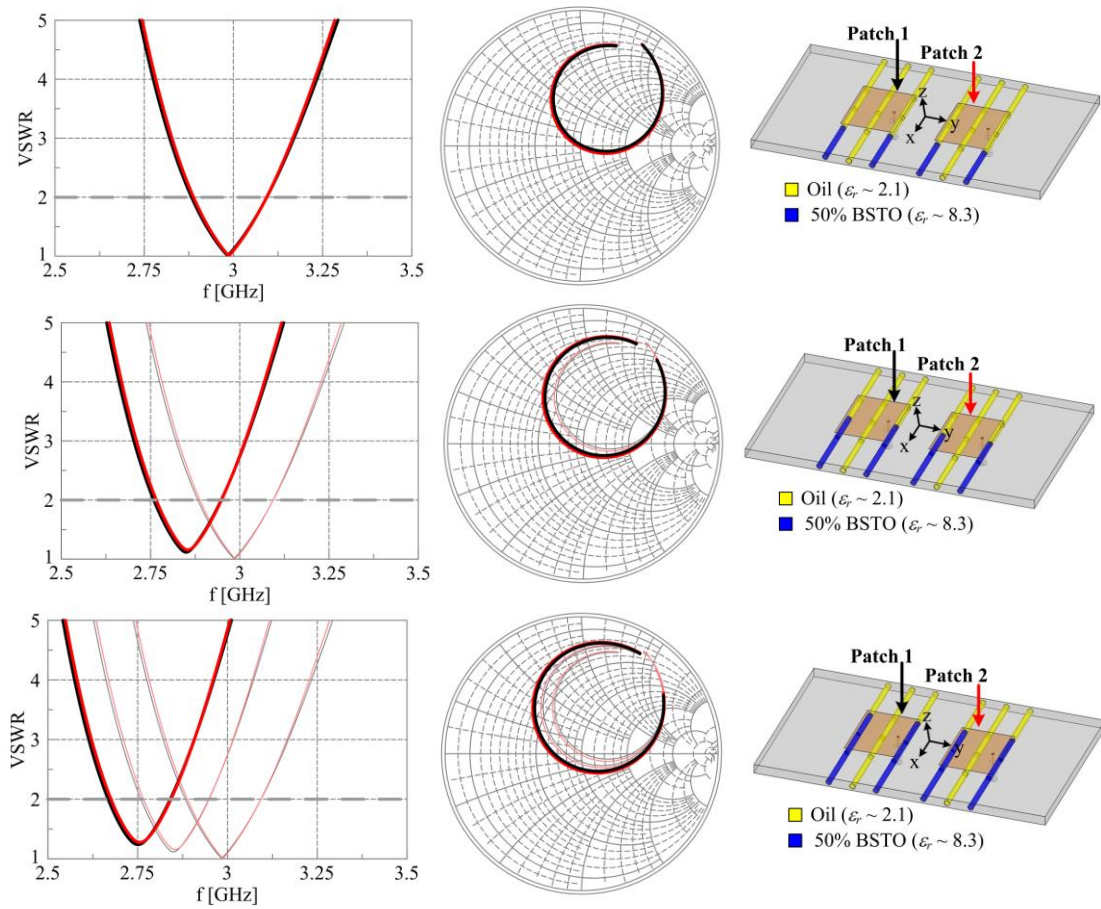 5
4
3
2
1
VSWR
2.5 2.75 3 3.25 3.5
f [GHz]
Patch 1
Patch 2
z
y
x
Oil (εr ~ 2.1)
50% BSTO (εr ~ 8.3)
5
4
3
2
1
VSWR
2.5 2.75 3 3.25 3.5
f [GHz]
Patch 1
Patch 2
z
y
x
Oil (εr ~ 2.1)
50% BSTO (εr ~ 8.3)
5
4
3
2
1
VSWR
2.5 2.75 3 3.25 3.5
f [GHz]
Patch 1
Patch 2
z
y
x
Oil (εr ~ 2.1)
50% BSTO (εr ~ 8.3)